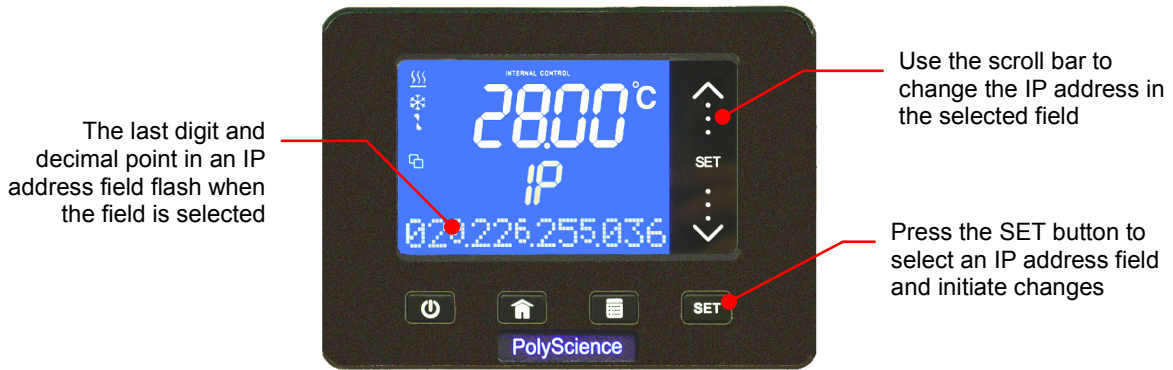 Use the scroll bar to
change the IP address in
the selected field
The last digit and
decimal point in an IP
address field flash when
the field is selected
INTERNAL CONTROL
28.00°C
SET
IP
020.226.255.036
Press the SET button to
select an IP address field
and initiate changes
SET
PolyScience